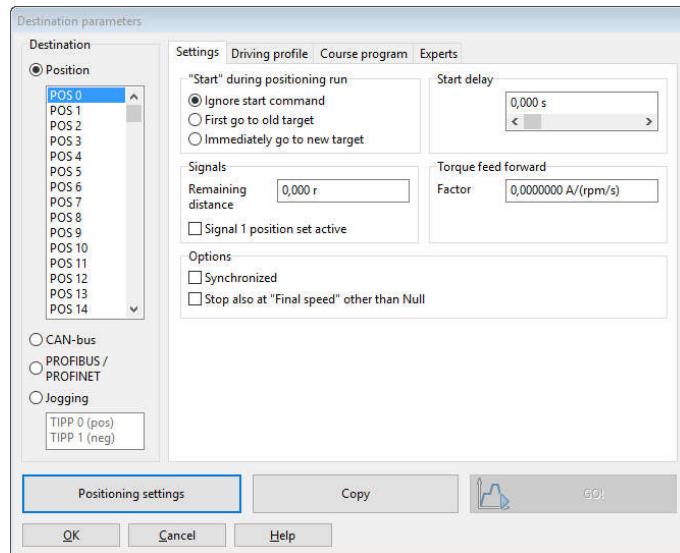 Destination parameters
Destination
Position
POS 0
POS 1
POS 2
POS 3
POS 4
POS 5
POS 6
POS 7
POS 8
POS 9
POS 10
POS 11
POS 12
POS 13
POS 14
CAN-bus
PROFIBUS /
PROFINET
Jogging
TIPP 0 (pos)
TIPP 1 (neg)
Settings Driving profile Course program Experts
"Start" during positioning run
Ignore start command
First go to old target
Immediately go to new target
Start delay
0,000 s
Signals
Remaining
distance
0,000 r
Signal 1 position set active
Torque feed forward
Factor 0,0000000 A/(rpm/s)
Options
Synchronized
Stop also at "Final speed" other than Null
Positioning settings Copy GO!
OK Cancel Help